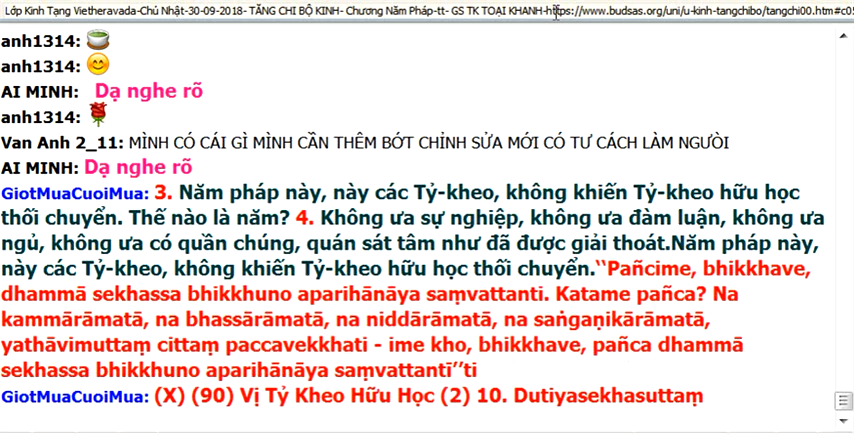 Lớp Kinh Tạng Vietheravada-Chủ Nhật-30-09-2018- TĂNG CHI BỘ KINH- Chương Năm Pháp-tt- GS TK TOẠI KHANH-https://www.budsas.org/uni/u-kinh-tangchibo/tangchi00.htm#c05
anh1314:
anh1314:
AI MINH: Dạ nghe rõ
anh1314:
Van Anh 2_11: MÌNH CÓ CÁI GÌ MÌNH CẦN THÊM BỚT CHỈNH SỬA MỚI CÓ TƯ CÁCH LÀM NGƯỜI
AI MINH: Dạ nghe rõ
GiotMuaCuoiMua: 3. Năm pháp này, này các Tỷ-kheo, không khiến Tỷ-kheo hữu học
thối chuyển. Thế nào là năm? 4. Không ưa sự nghiệp, không ưa đàm luận, không ưa
ngủ, không ưa có quần chúng, quán sát tâm như đã được giải thoát.Năm pháp này,
này các Tỷ-kheo, không khiến Tỷ-kheo hữu học thối chuyển.‘‘Pañcime, bhikkhave,
dhammā sekhassa bhikkhuno aparihānāya saṃvattanti. Katame pañca? Na
kammārāmatā, na bhassārāmatā, na niddārāmatā, na saṅgaṇikārāmatā,
yathāvimuttaṃ cittaṃ paccavekkhati - ime kho, bhikkhave, pañca dhammā
sekhassa bhikkhuno aparihānāya saṃvattantī’’ti
GiotMuaCuoiMua: (X) (90) Vị Tỷ Kheo Hữu Học (2) 10. Dutiyasekhasuttaṃ